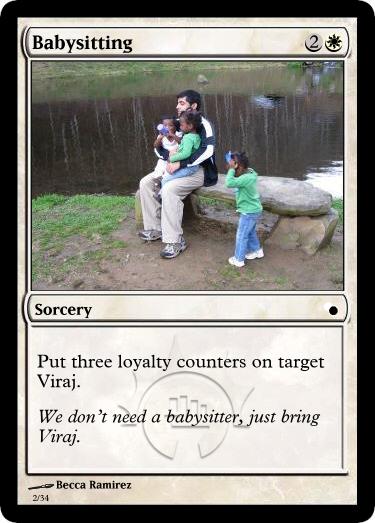 Babysitting 2
Sorcery
Put three loyalty counters on target
Viraj.
We don't need a babysitter, just bring
Viraj.
Becca Ramirez
2/34